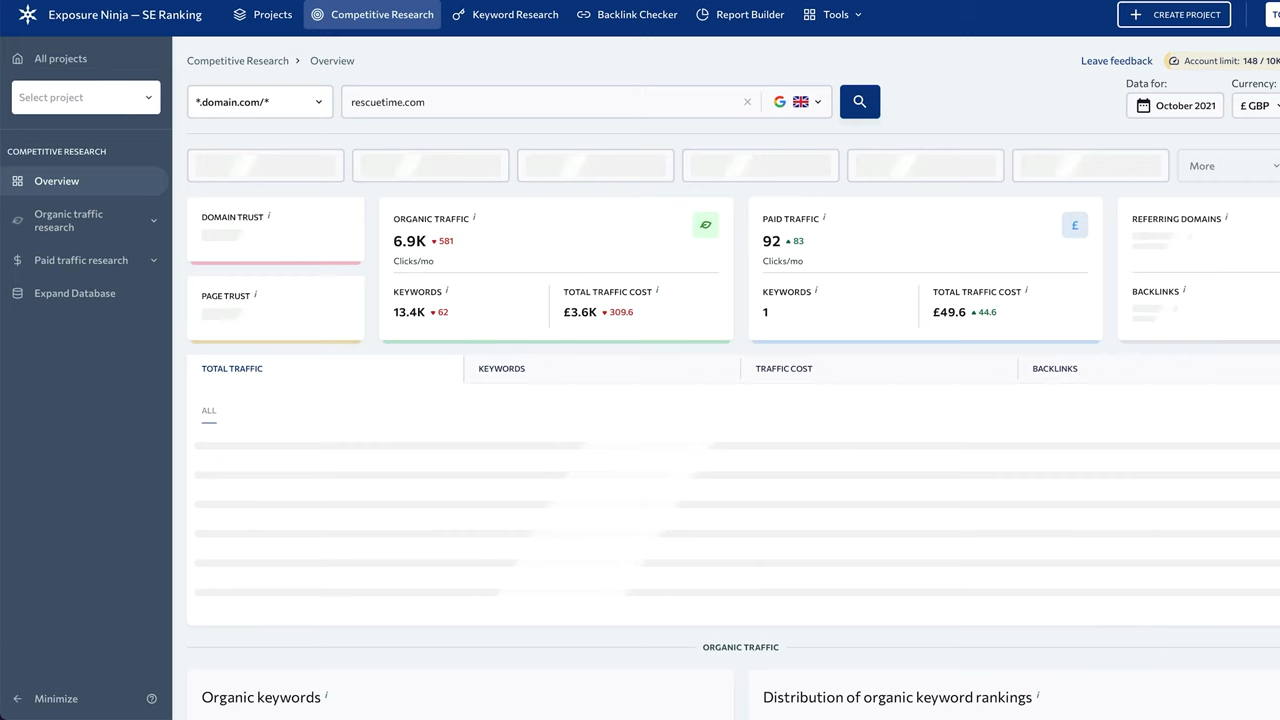 Exposure Ninja — SE Ranking
Projects
Competitive Research
Keyword Research
Backlink Checker
Report Builder
Tools
CREATE PROJECT
All projects
Select project
COMPETITIVE RESEARCH
Overview
Organic traffic
research
Paid traffic research
Expand Database
Minimize
Competitive Research
Overview
Leave feedback
Account limit: 148 / 10K
*.domain.com/*
rescuetime.com
Data for:
October 2021
Currency:
£ GBP
More
DOMAIN TRUST i
PAGE TRUST i
ORGANIC TRAFFIC i
6.9K 581
Clicks/mo
KEYWORDS i
13.4K 62
TOTAL TRAFFIC COST i
£3.6K 309.6
PAID TRAFFIC i
£
92 83
Clicks/mo
KEYWORDS i
1
TOTAL TRAFFIC COST i
£49.6 44.6
REFERRING DOMAINS i
BACKLINKS i
TOTAL TRAFFIC
KEYWORDS
TRAFFIC COST
BACKLINKS
ALL
ORGANIC TRAFFIC
Organic keywords i
Distribution of organic keyword rankings i